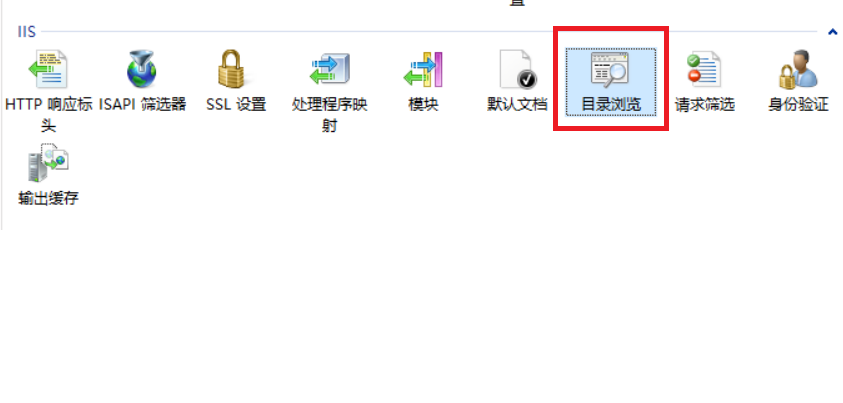 置
IIS
HTTP 响应标头
ISAPI 筛选器
SSL 设置
处理程序映射
模块
默认文档
目录浏览
请求筛选
身份验证
输出缓存